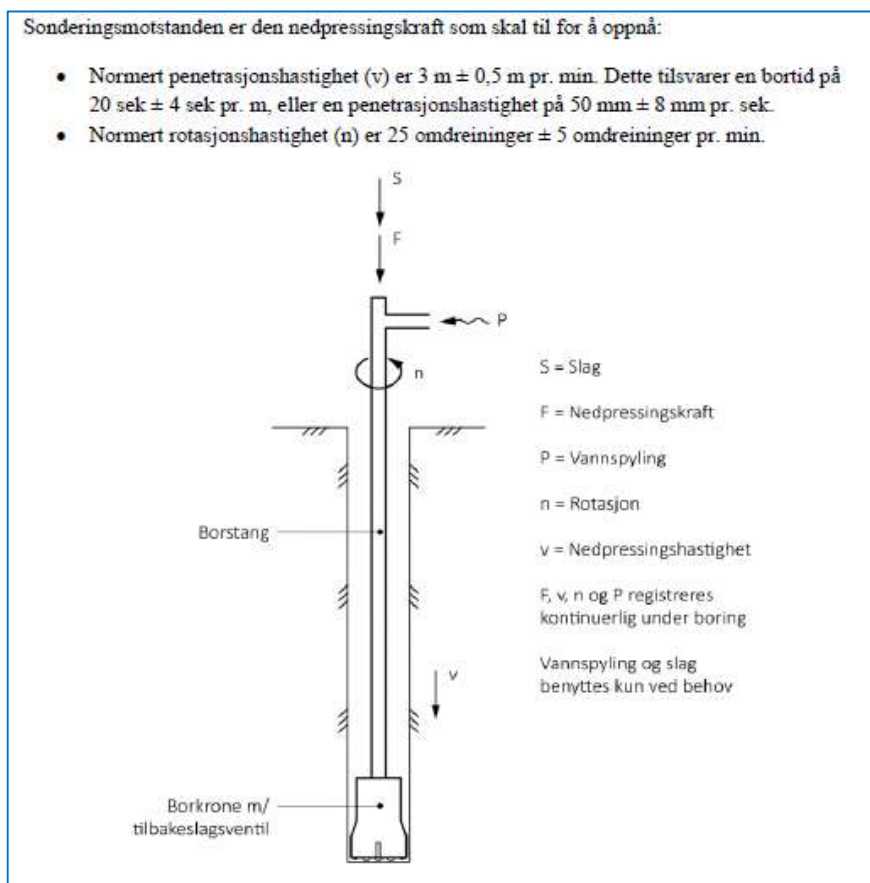 Sonderingsmotstanden er den nedpressingskraft som skal til for å oppnå:
• Normert penetrasjonshastighet (v) er 3 m ± 0,5 m pr. min. Dette tilsvarer en bortid på
20 sek ± 4 sek pr. m, eller en penetrasjonshastighet på 50 mm ± 8 mm pr. sek.
• Normert rotasjonshastighet (n) er 25 omdreininger ± 5 omdreininger pr. min.
S
F
P
n
S = Slag
F = Nedpressingskraft
P = Vannspyling
n = Rotasjon
Borstang
v = Nedpressingshastighet
F, v, n og P registreres
kontinuerlig under boring
Vannspyling og slag
benyttes kun ved behov
v
Borkrone m/
tilbakeslagsventil